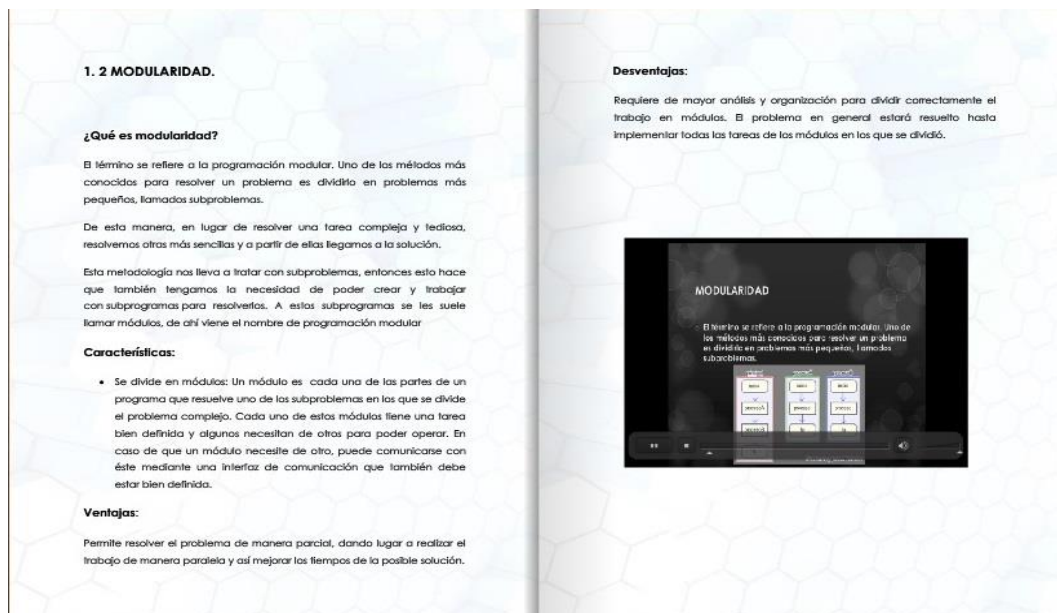 1. 2 MODULARIDAD.
¿Qué es modularidad?
El término se refiere a la programación modular. Uno de los métodos más
conocidos para resolver un problema es dividirlo en problemas más
pequeños, llamados subproblemas.
De esta manera, en lugar de resolver una tarea compleja y tediosa,
resolvemos otras más sencillas y a partir de ellas llegamos a la solución.
Esta metodología nos lleva a tratar con subproblemas, entonces esto hace
que también tengamos la necesidad de poder crear y trabajar
con subprogramas para resolverlos. A estos subprogramas se les suele
llamar módulos, de ahí viene el nombre de programación modular
Características:
• Se divide en módulos: Un módulo es cada una de las partes de un
programa que resuelve uno de los subproblemas en los que se divide
el problema complejo. Cada uno de estos módulos tiene una tarea
bien definida y algunos necesitan de otros para poder operar. En
caso de que un módulo necesite de otro, puede comunicarse con
éste mediante una interfaz de comunicación que también debe
estar bien definida.
Ventajas:
Permite resolver el problema de manera parcial, dando lugar a realizar el
trabajo de manera paralela y así mejorar los tiempos de la posible solución.
Desventajas:
Requiere de mayor análisis y organización para dividir correctamente el
trabajo en módulos. El problema en general estará resuelto hasta
implementar todas las tareas de los módulos en los que se dividió.
MODULARIDAD
El término se refiere a la programación modular. Uno de
los métodos más conocidos para resolver un problema
es dividirlo en problemas más pequeños, llamados
subproblemas.